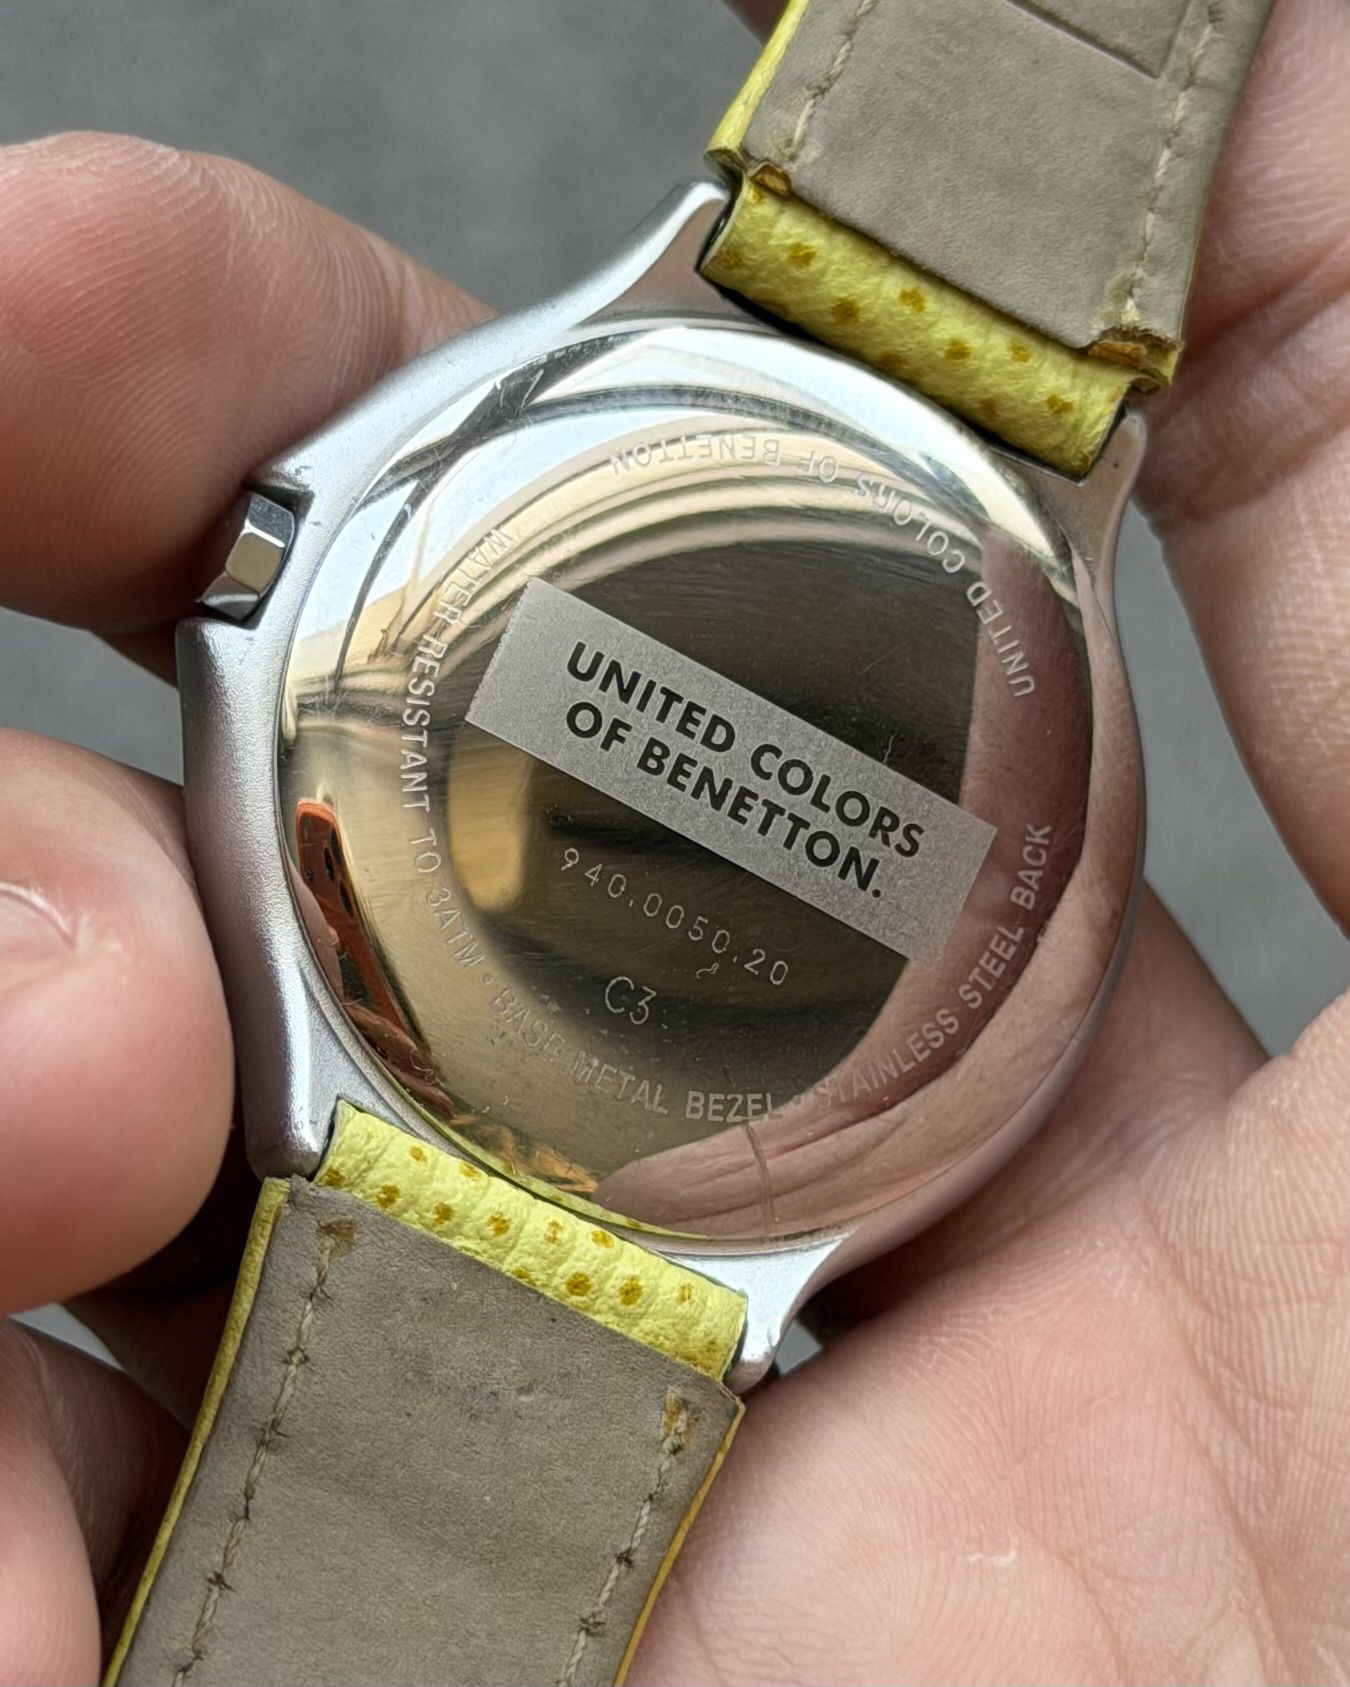 UNITED COLORS OF BENETTON
WATER RESISTANT TO 3ATM • BASE METAL BEZEL • STAINLESS STEEL BACK
UNITED COLORS
OF BENETTON.
940.0050.20
C3